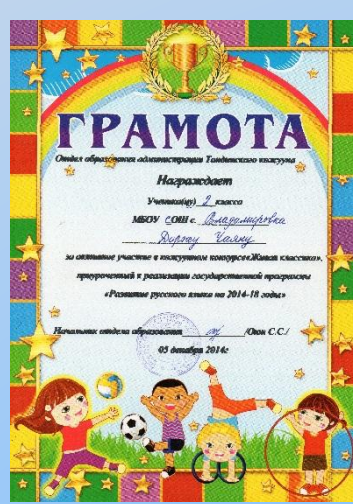 ГРАМОТА
Отдел образования администрации Тандинского кожууна
Награждает
Ученика(цу) 2 класса
МБОУ СОШ с. Владимировка
Чаяну
за активное участие в кожуунном конкурсе «Живая классика»,
приуроченный к реализации государственной программы
«Развитие русского языка на 2014-18 годы»
Начальник отдела образования /Оюн С.С./
05 декабря 2014г